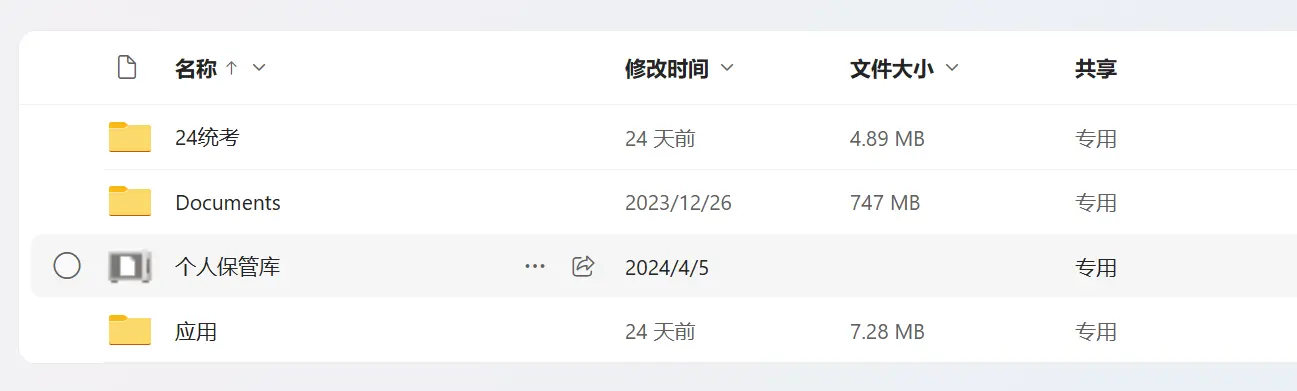 名称 修改时间 文件大小 共享
24统考 24 天前 4.89 MB 专用
Documents 2023/12/26 747 MB 专用
个人保管库 2024/4/5 专用
应用 24 天前 7.28 MB 专用